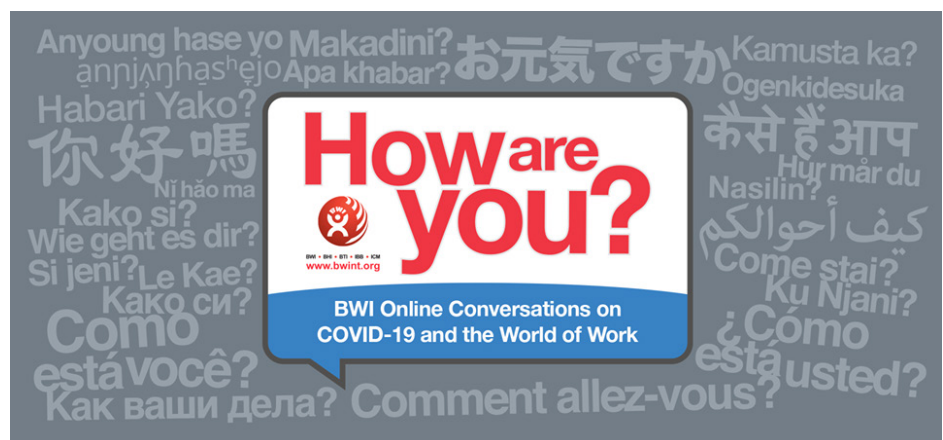 Anyoung hase yo
Makadini?
お元気ですか
Kamusta ka?
Apa khabar?
Ogenkidesuka
Habari Yako?
你好嗎
Nǐ hǎo ma
Kako si?
Wie geht es dir?
Si jeni?
Le Kae?
Како си?
Como
está você?
Как ваши дела?
Comment allez-vous?
कैसे हैं आप
Hur mår du
Nasilin?
كيف أحوالكم
Come stai?
Ku Njani?
¿Cómo
está usted?
How are
you?
BWI
BWI • BHI • BTI • IBB • ICM
www.bwint.org
BWI Online Conversations on
COVID-19 and the World of Work